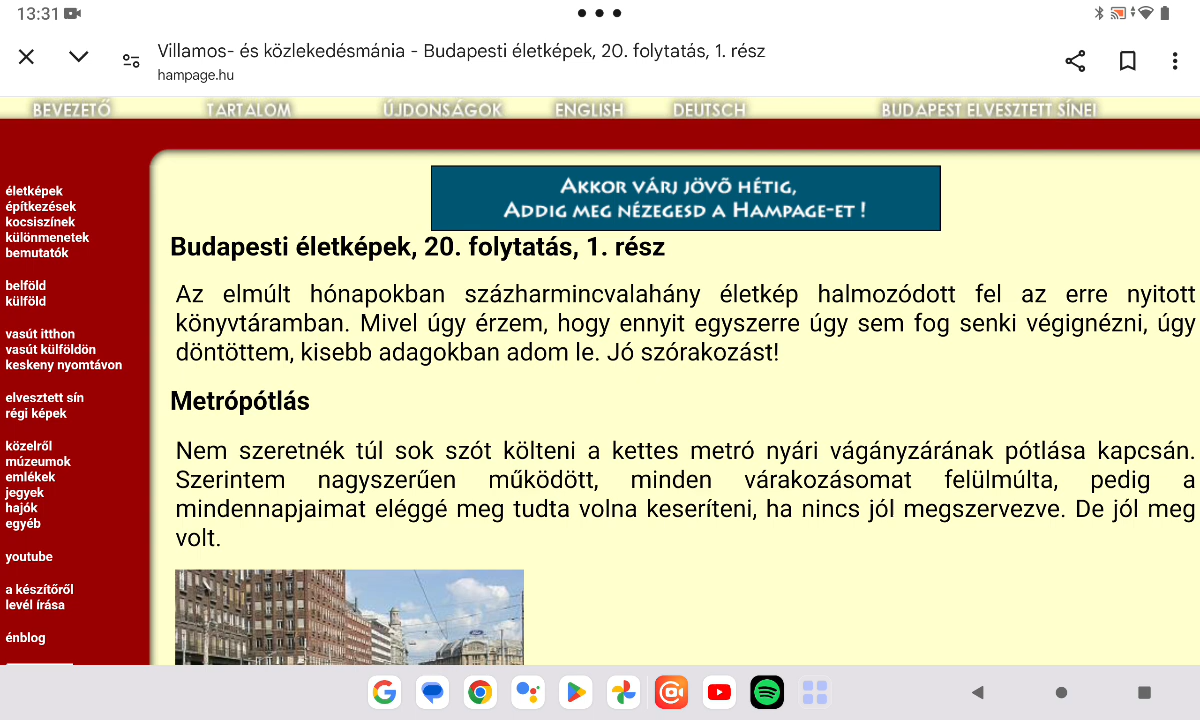 13:31
Villamos- és közlekedésmánia - Budapesti életképek, 20. folytatás, 1. rész
hampage.hu
BEVEZETŐ TARTALOM ÚJDONSÁGOK ENGLISH DEUTSCH BUDAPEST ELVESZTETT SÍNEI
életképek
építkezések
kocsiszínek
különmenetek
bemutatók
belföld
külföld
vasút itthon
vasút külföldön
keskeny nyomtávon
elvesztett sín
régi képek
közelről
múzeumok
emlékek
jegyek
hajók
egyéb
youtube
a készítőről
levél írása
énblog
AKKOR VÁRJ JÖVÕ HÉTIG,
ADDIG MEG NÉZEGESD A HAMPAGE-ET !
Budapesti életképek, 20. folytatás, 1. rész
Az elmúlt hónapokban százharmincvalahány életkép halmozódott fel az erre nyitott
könyvtáramban. Mivel úgy érzem, hogy ennyit egyszerre úgy sem fog senki végignézni, úgy
döntöttem, kisebb adagokban adom le. Jó szórakozást!
Metrópótlás
Nem szeretnék túl sok szót költeni a kettes metró nyári vágányzárának pótlása kapcsán.
Szerintem nagyszerűen működött, minden várakozásomat felülmúlta, pedig a
mindennapjaimat eléggé meg tudta volna keseríteni, ha nincs jól megszervezve. De jól meg
volt.